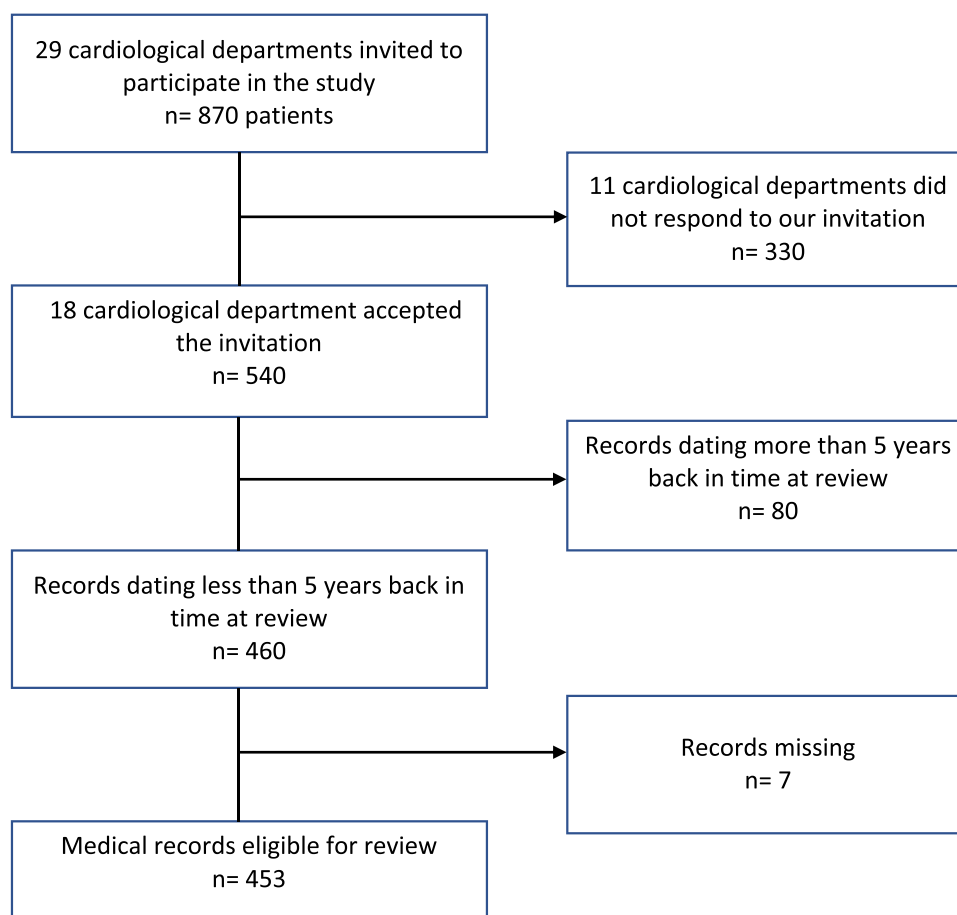 29 cardiological departments invited to
participate in the study
n= 870 patients
11 cardiological departments did
not respond to our invitation
n= 330
18 cardiological department accepted
the invitation
n= 540
Records dating more than 5 years
back in time at review
n= 80
Records dating less than 5 years back in
time at review
n= 460
Records missing
n= 7
Medical records eligible for review
n= 453